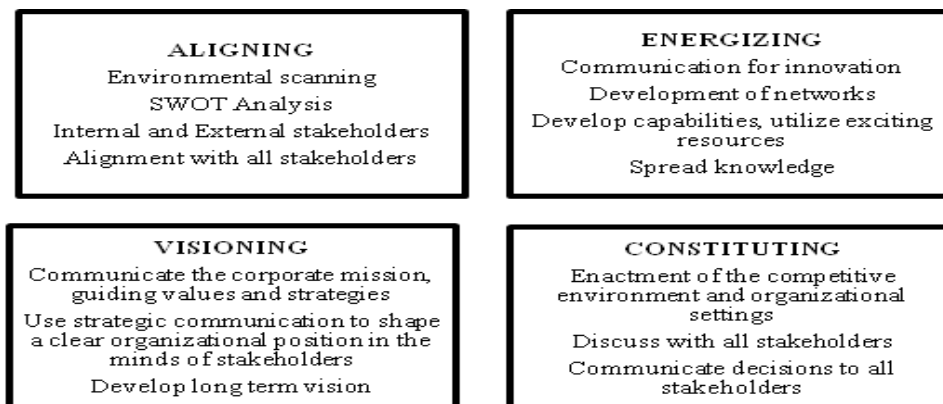 ALIGNING
Environmental scanning
SWOT Analysis
Internal and External stakeholders
Alignment with all stakeholders
ENERGIZING
Communication for innovation
Development of networks
Develop capabilities, utilize exciting
resources
Spread knowledge
VISIONING
Communicate the corporate mission,
guiding values and strategies
Use strategic communication to shape
a clear organizational position in the
minds of stakeholders
Develop long term vision
CONSTITUTING
Enactment of the competitive
environment and organizational
settings
Discuss with all stakeholders
Communicate decisions to all
stakeholders